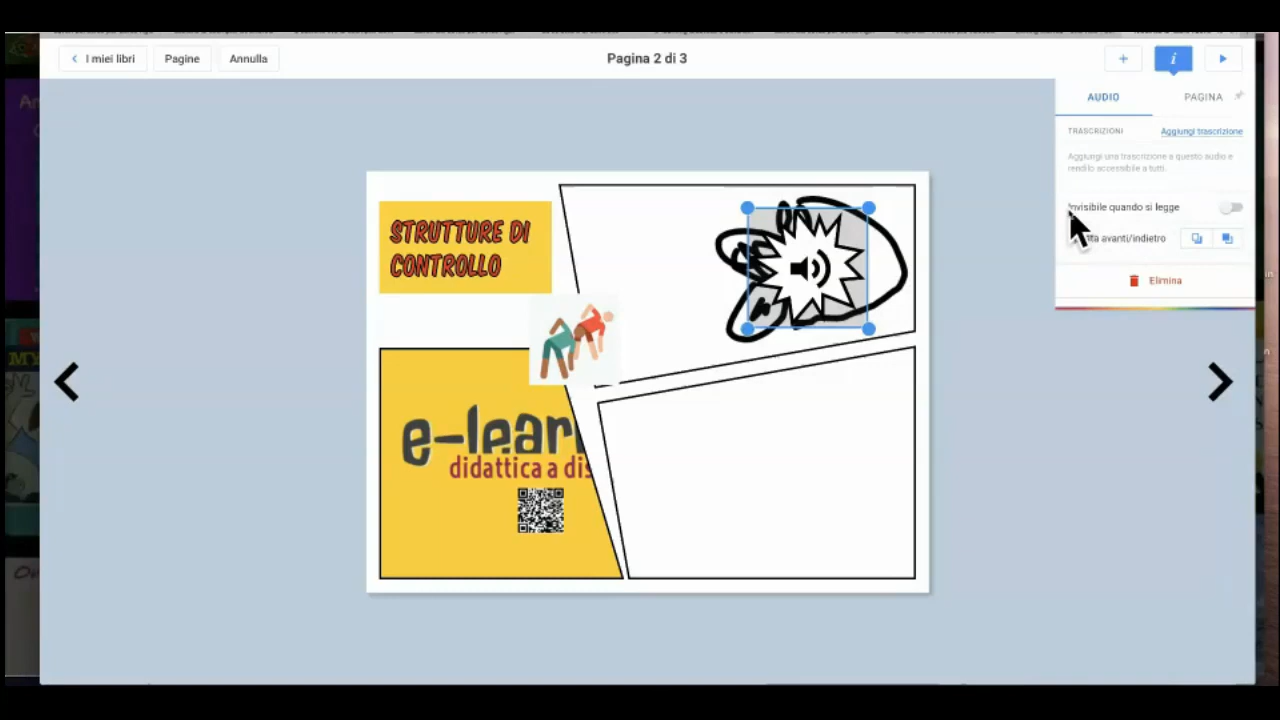 I miei libri
Pagine
Annulla
Pagina 2 di 3
AUDIO
PAGINA
TRASCRIZIONI
Aggiungi trascrizione
Aggiungi una trascrizione a questo audio e
rendilo accessibile a tutti.
Invisibile quando si legge
avanti/indietro
Elimina
STRUTTURE DI
CONTROLLO
e-lear
didattica a dis